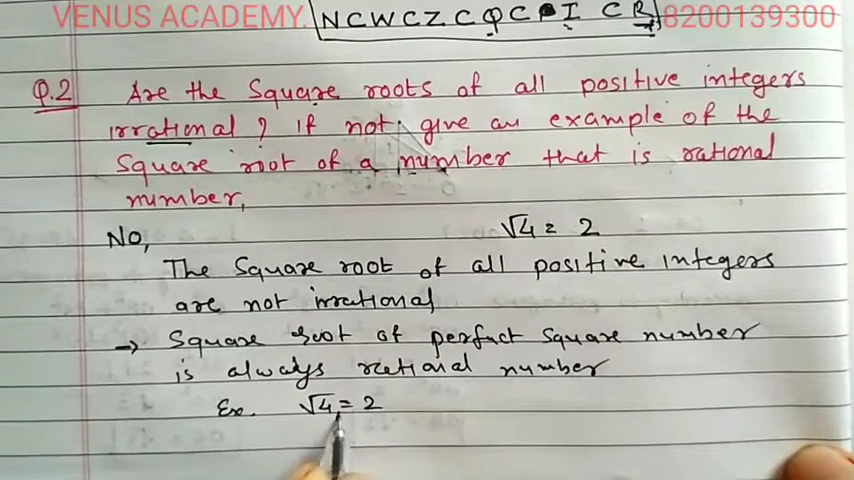 VENUS ACADEMY. 8200139300
N C W C Z C Q C I C R
Q.2 Are the Square roots of all positive integers
irrational ? If not, give an example of the
Square root of a number that is rational
number,
No, √4 = 2
The Square root of all positive Integers
are not irrational
→ Square root of perfect Square number
is always rational number
Ex. √4 = 2